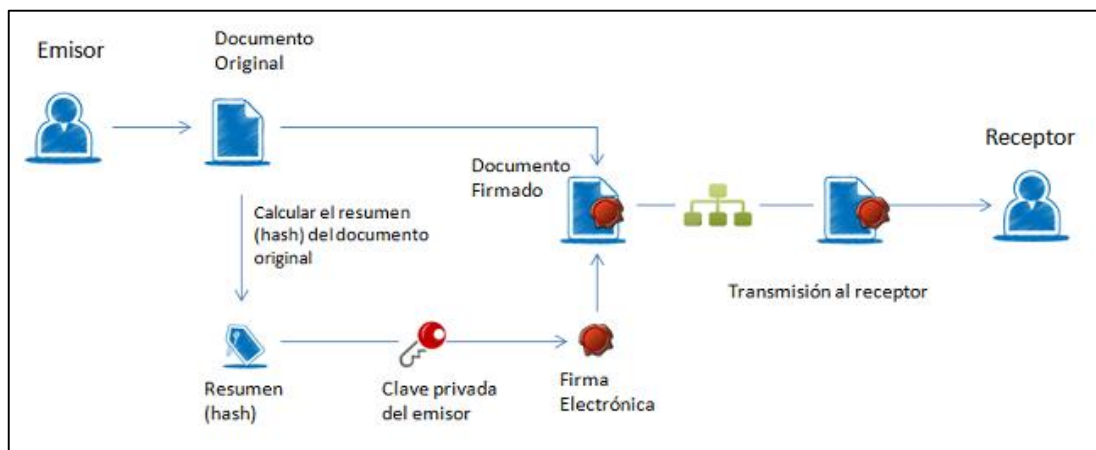 Emisor
Documento
Original
Calcular el resumen
(hash) del documento
original
Resumen
(hash)
Clave privada
del emisor
Firma
Electrónica
Documento
Firmado
Transmisión al receptor
Receptor